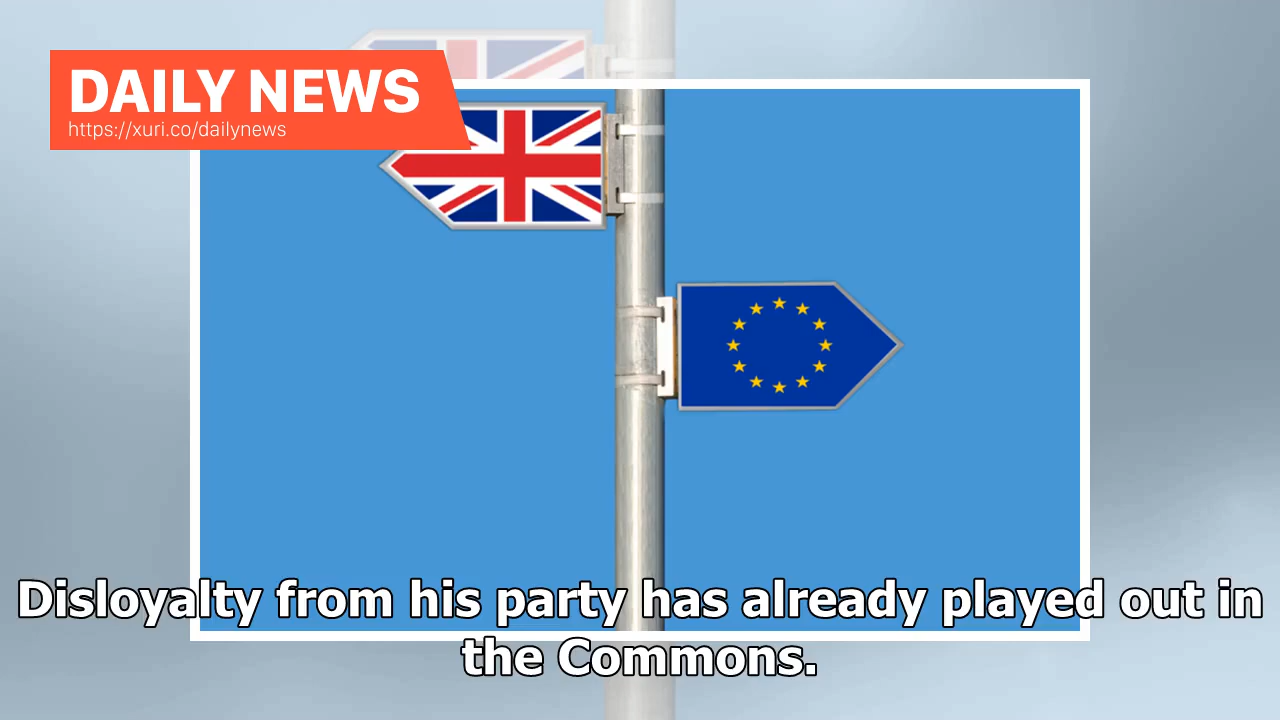 DAILY NEWS
https://xuri.co/dailynews
Disloyalty from his party has already played out in
the Commons.